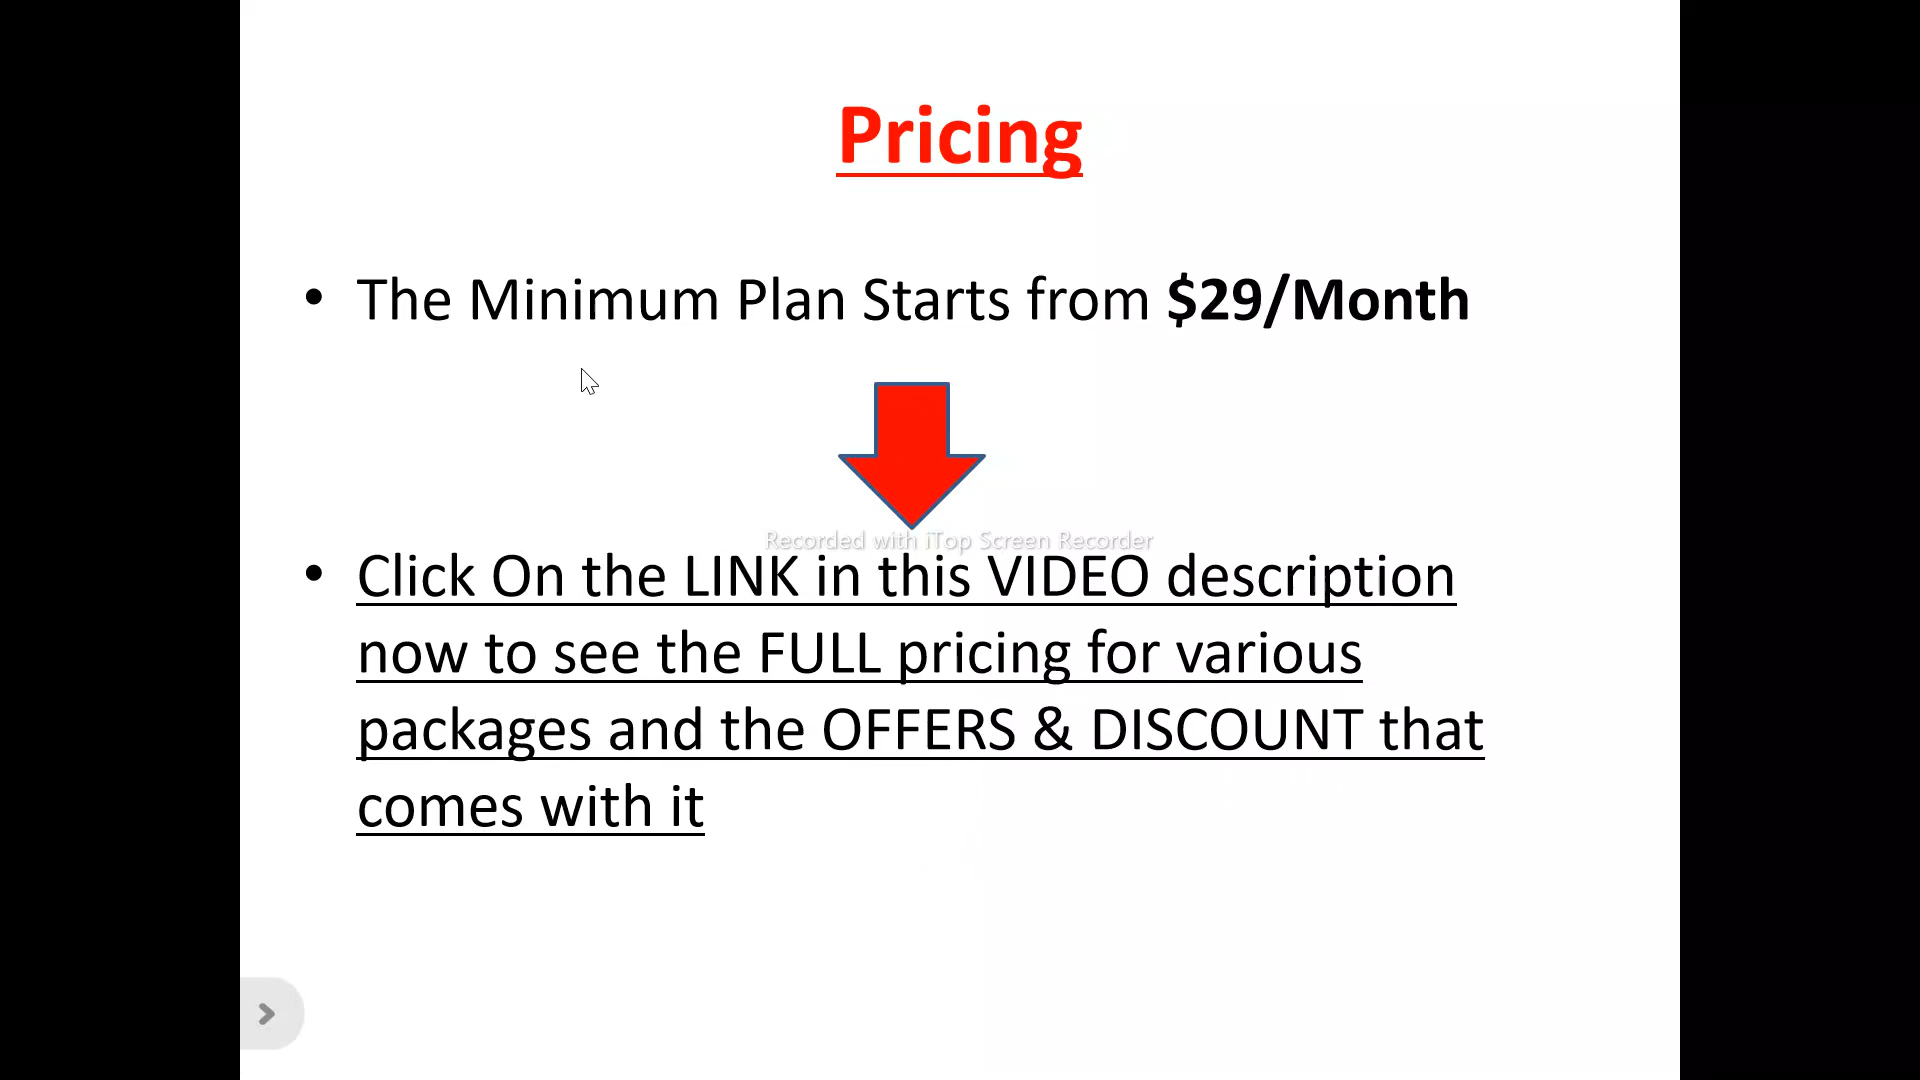 Pricing
• The Minimum Plan Starts from $29/Month
Recorded with iTop Screen Recorder
• Click On the LINK in this VIDEO description
now to see the FULL pricing for various
packages and the OFFERS & DISCOUNT that
comes with it